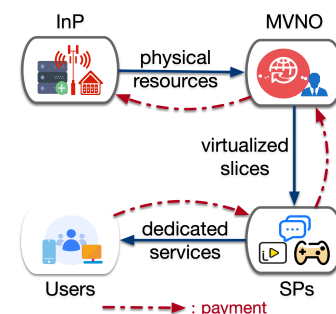 InP
MVNO
physical
resources
virtualized
slices
dedicated
services
Users
SPs
: payment